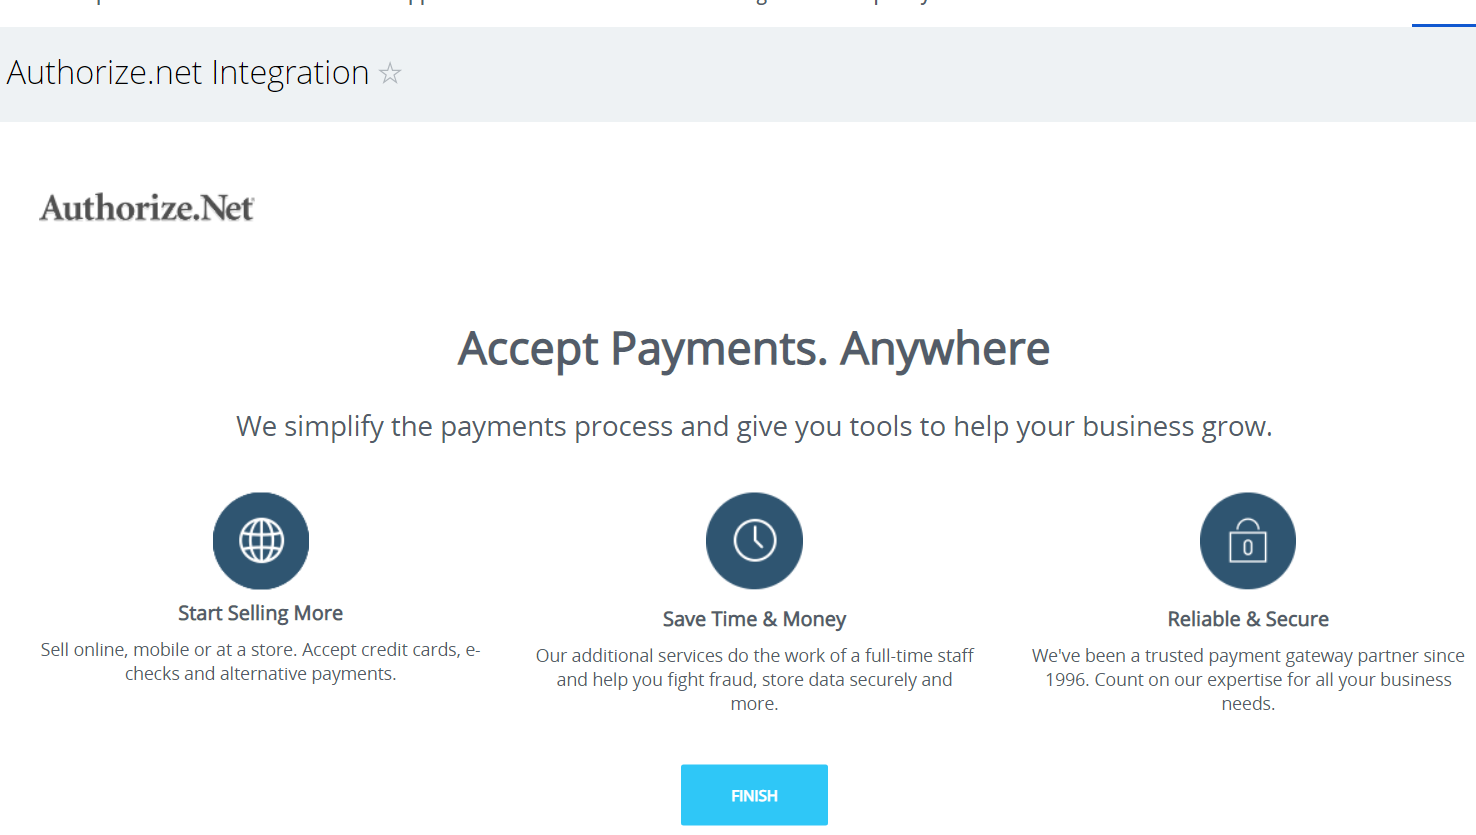 Authorize.net Integration
Authorize.Net
Accept Payments. Anywhere
We simplify the payments process and give you tools to help your business grow.
Start Selling More
Sell online, mobile or at a store. Accept credit cards, e-
checks and alternative payments.
Save Time & Money
Our additional services do the work of a full-time staff
and help you fight fraud, store data securely and
more.
Reliable & Secure
We've been a trusted payment gateway partner since
1996. Count on our expertise for all your business
needs.
FINISH